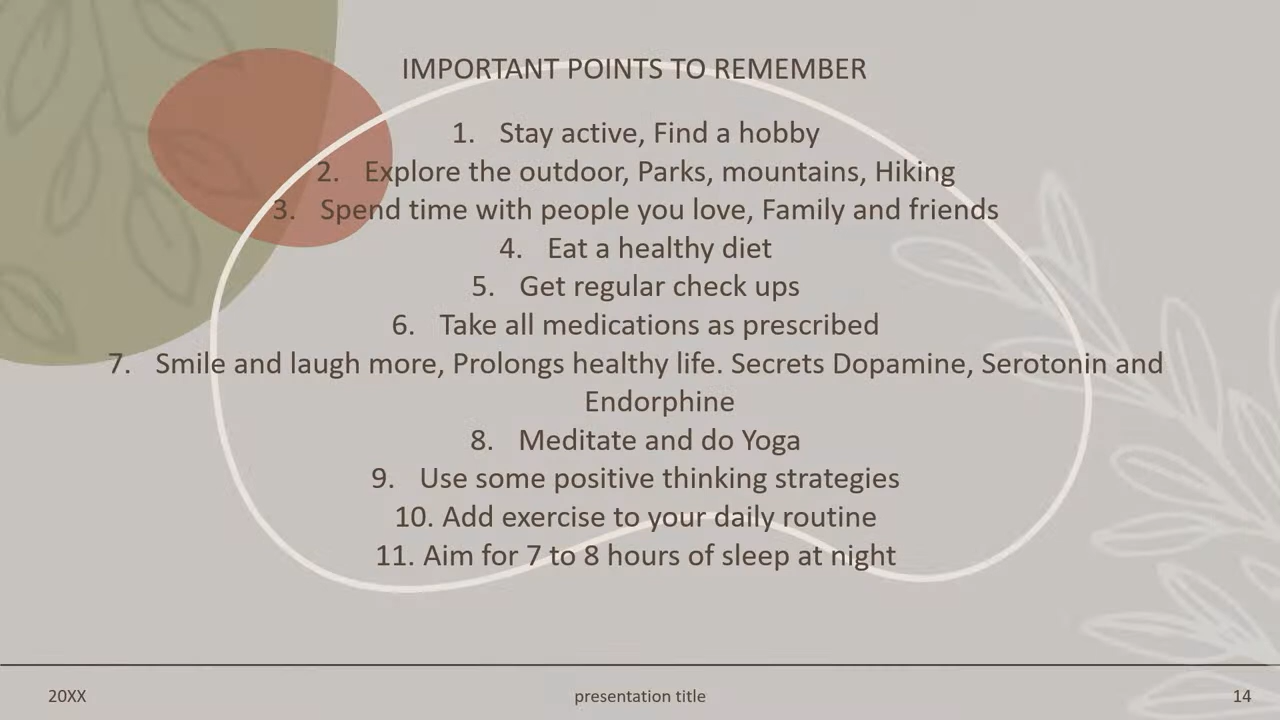 IMPORTANT POINTS TO REMEMBER
1. Stay active, Find a hobby
2. Explore the outdoor, Parks, mountains, Hiking
3. Spend time with people you love, Family and friends
4. Eat a healthy diet
5. Get regular check ups
6. Take all medications as prescribed
7. Smile and laugh more, Prolongs healthy life. Secrets Dopamine, Serotonin and
Endorphine
8. Meditate and do Yoga
9. Use some positive thinking strategies
10. Add exercise to your daily routine
11. Aim for 7 to 8 hours of sleep at night
20XX
presentation title
14